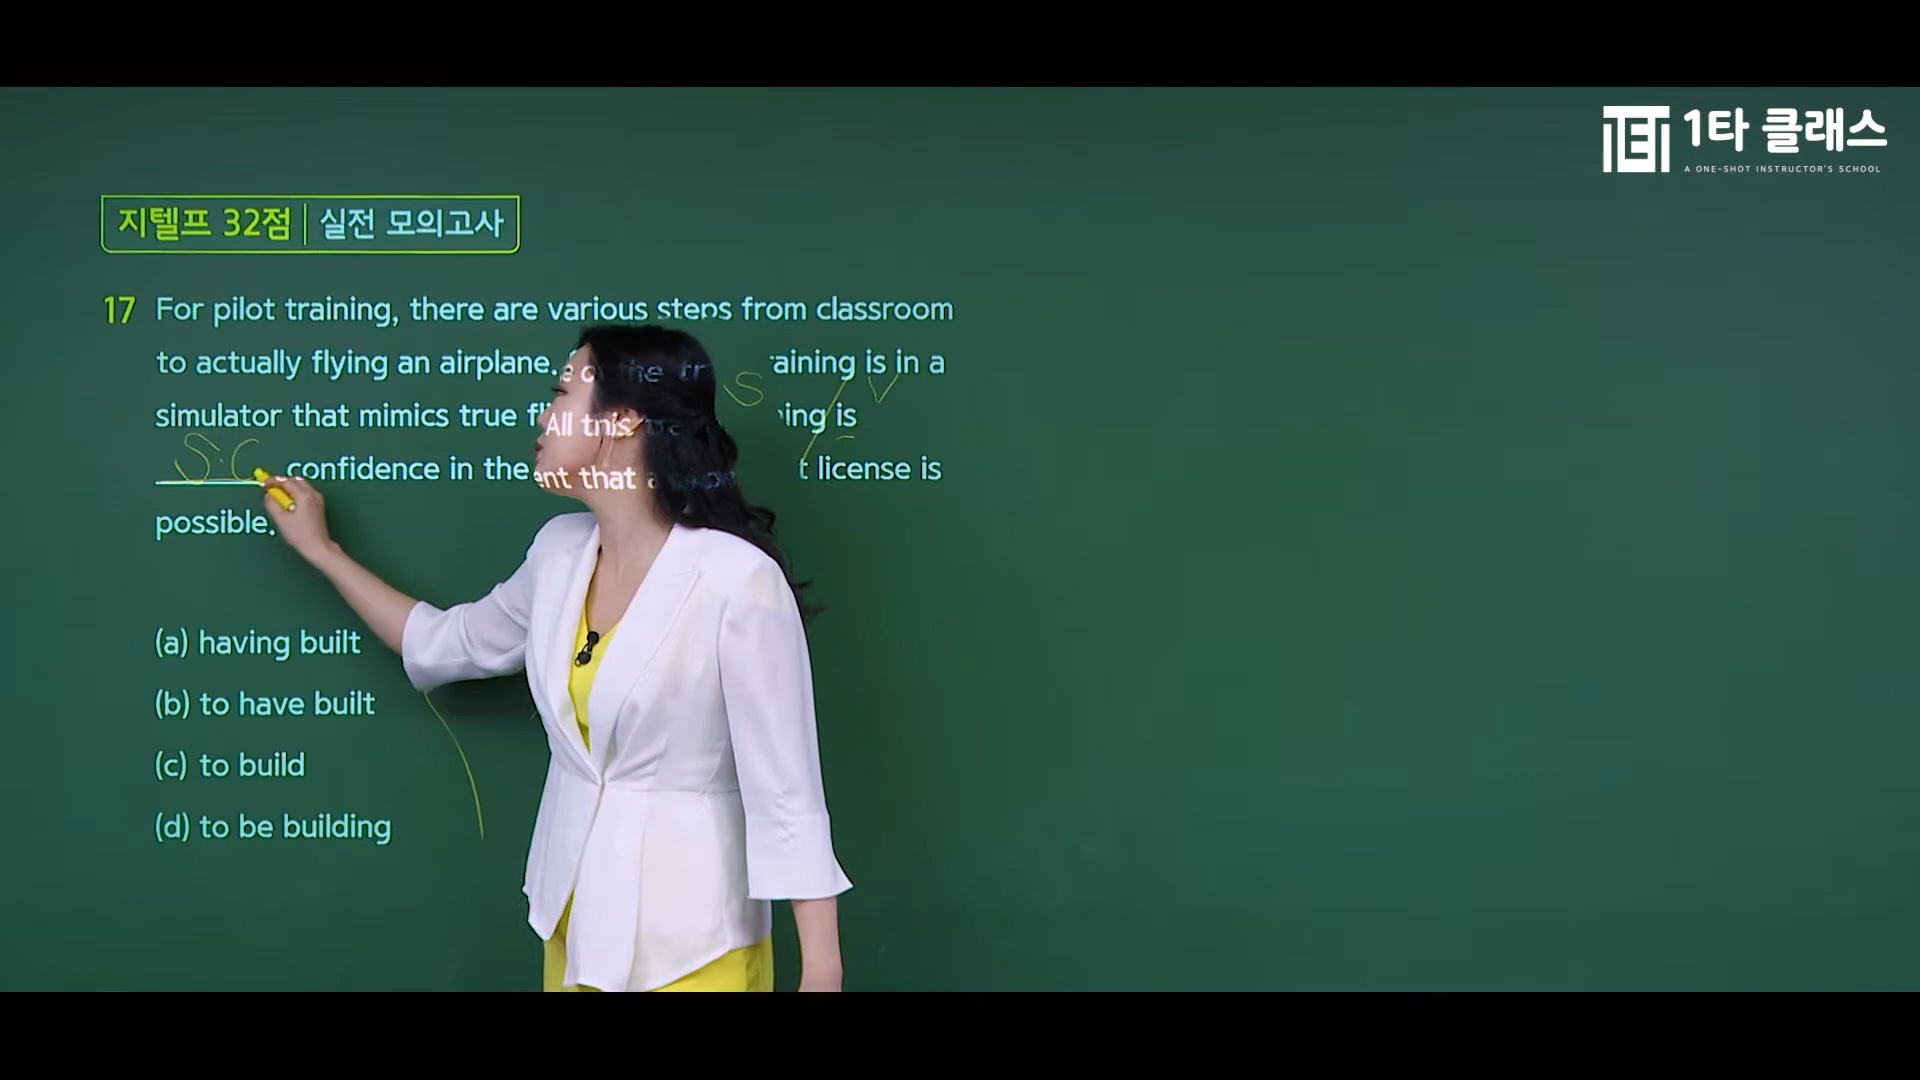 1타 클래스
A ONE-SHOT INSTRUCTOR'S SCHOOL
지텔프 32점 | 실전 모의고사
17 For pilot training, there are various steps from classroom
to actually flying an airplane. the training is in a
S V
simulator that mimics true All this is
S.C
confidence in the that license is
possible.
(a) having built
(b) to have built
(c) to build
(d) to be building